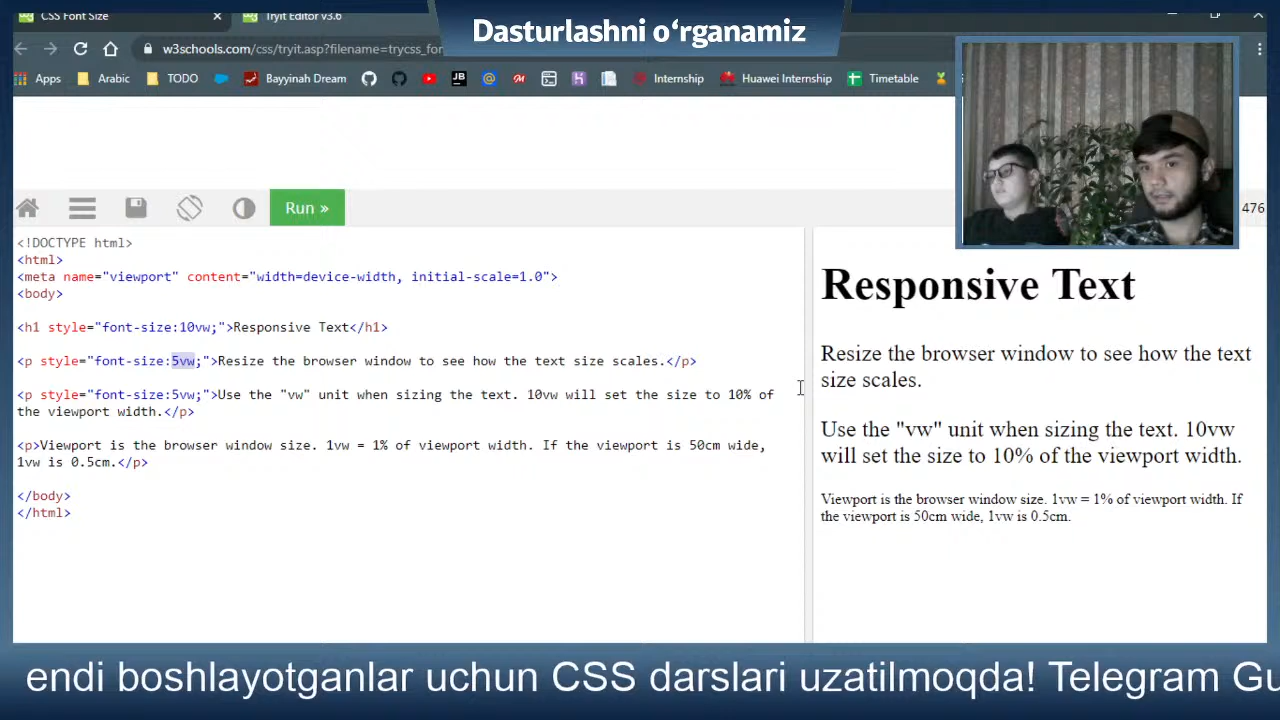 CSS Font Size
Tryit Editor v3.6
Dasturlashni o‘rganamiz
w3schools.com/css/tryit.asp?filename=trycss_fon
Apps
Arabic
TODO
Bayyinah Dream
JB
Internship
Huawei Internship
Timetable
Run »
476
<!DOCTYPE html>
<html>
<meta name="viewport" content="width=device-width, initial-scale=1.0">
<body>
<h1 style="font-size:10vw;">Responsive Text</h1>
<p style="font-size:5vw;">Resize the browser window to see how the text size scales.</p>
<p style="font-size:5vw;">Use the "vw" unit when sizing the text. 10vw will set the size to 10% of
the viewport width.</p>
<p>Viewport is the browser window size. 1vw = 1% of viewport width. If the viewport is 50cm wide,
1vw is 0.5cm.</p>
</body>
</html>
Responsive Text
Resize the browser window to see how the text
size scales.
Use the "vw" unit when sizing the text. 10vw
will set the size to 10% of the viewport width.
Viewport is the browser window size. 1vw = 1% of viewport width. If
the viewport is 50cm wide, 1vw is 0.5cm.
endi boshlayotganlar uchun CSS darslari uzatilmoqda! Telegram Gu